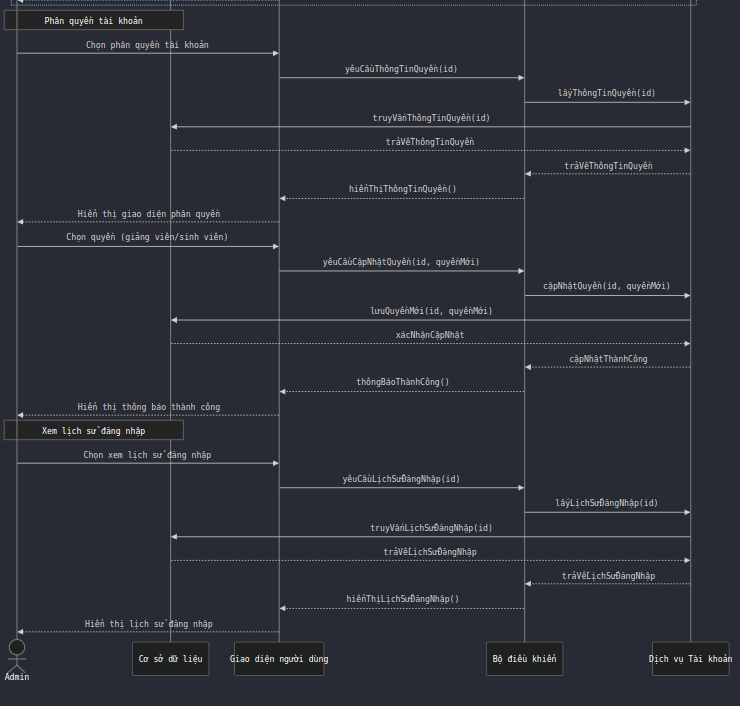 Phân quyền tài khoản
Chọn phân quyền tài khoản
yêuCầuThôngTinQuyền(id)
lấyThôngTinQuyền(id)
truyVấnThôngTinQuyền(id)
trảVềThôngTinQuyền
trảVềThôngTinQuyền
hiểnThịThôngTinQuyền()
Hiển thị giao diện phân quyền
Chọn quyền (giảng viên/sinh viên)
yêuCầuCậpNhậtQuyền(id, quyềnMới)
cậpNhậtQuyền(id, quyềnMới)
lưuQuyềnMới(id, quyềnMới)
xácNhậnCậpNhật
cậpNhậtThànhCông
thôngBáoThànhCông()
Hiển thị thông báo thành công
Xem lịch sử đăng nhập
Chọn xem lịch sử đăng nhập
yêuCầuLịchSửĐăngNhập(id)
lấyLịchSửĐăngNhập(id)
truyVấnLịchSửĐăngNhập(id)
trảVềLịchSửĐăngNhập
trảVềLịchSửĐăngNhập
hiểnThịLịchSửĐăngNhập()
Hiển thị lịch sử đăng nhập
Admin
Cơ sở dữ liệu
Giao diện người dùng
Bộ điều khiển
Dịch vụ Tài khoản